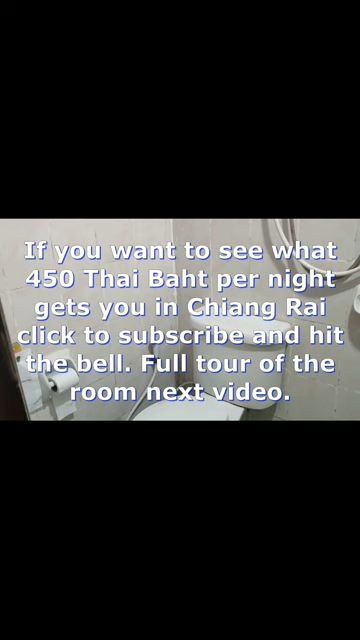 If you want to see what
450 Thai Baht per night
gets you in Chiang Rai
click to subscribe and hit
the bell. Full tour of the
room next video.